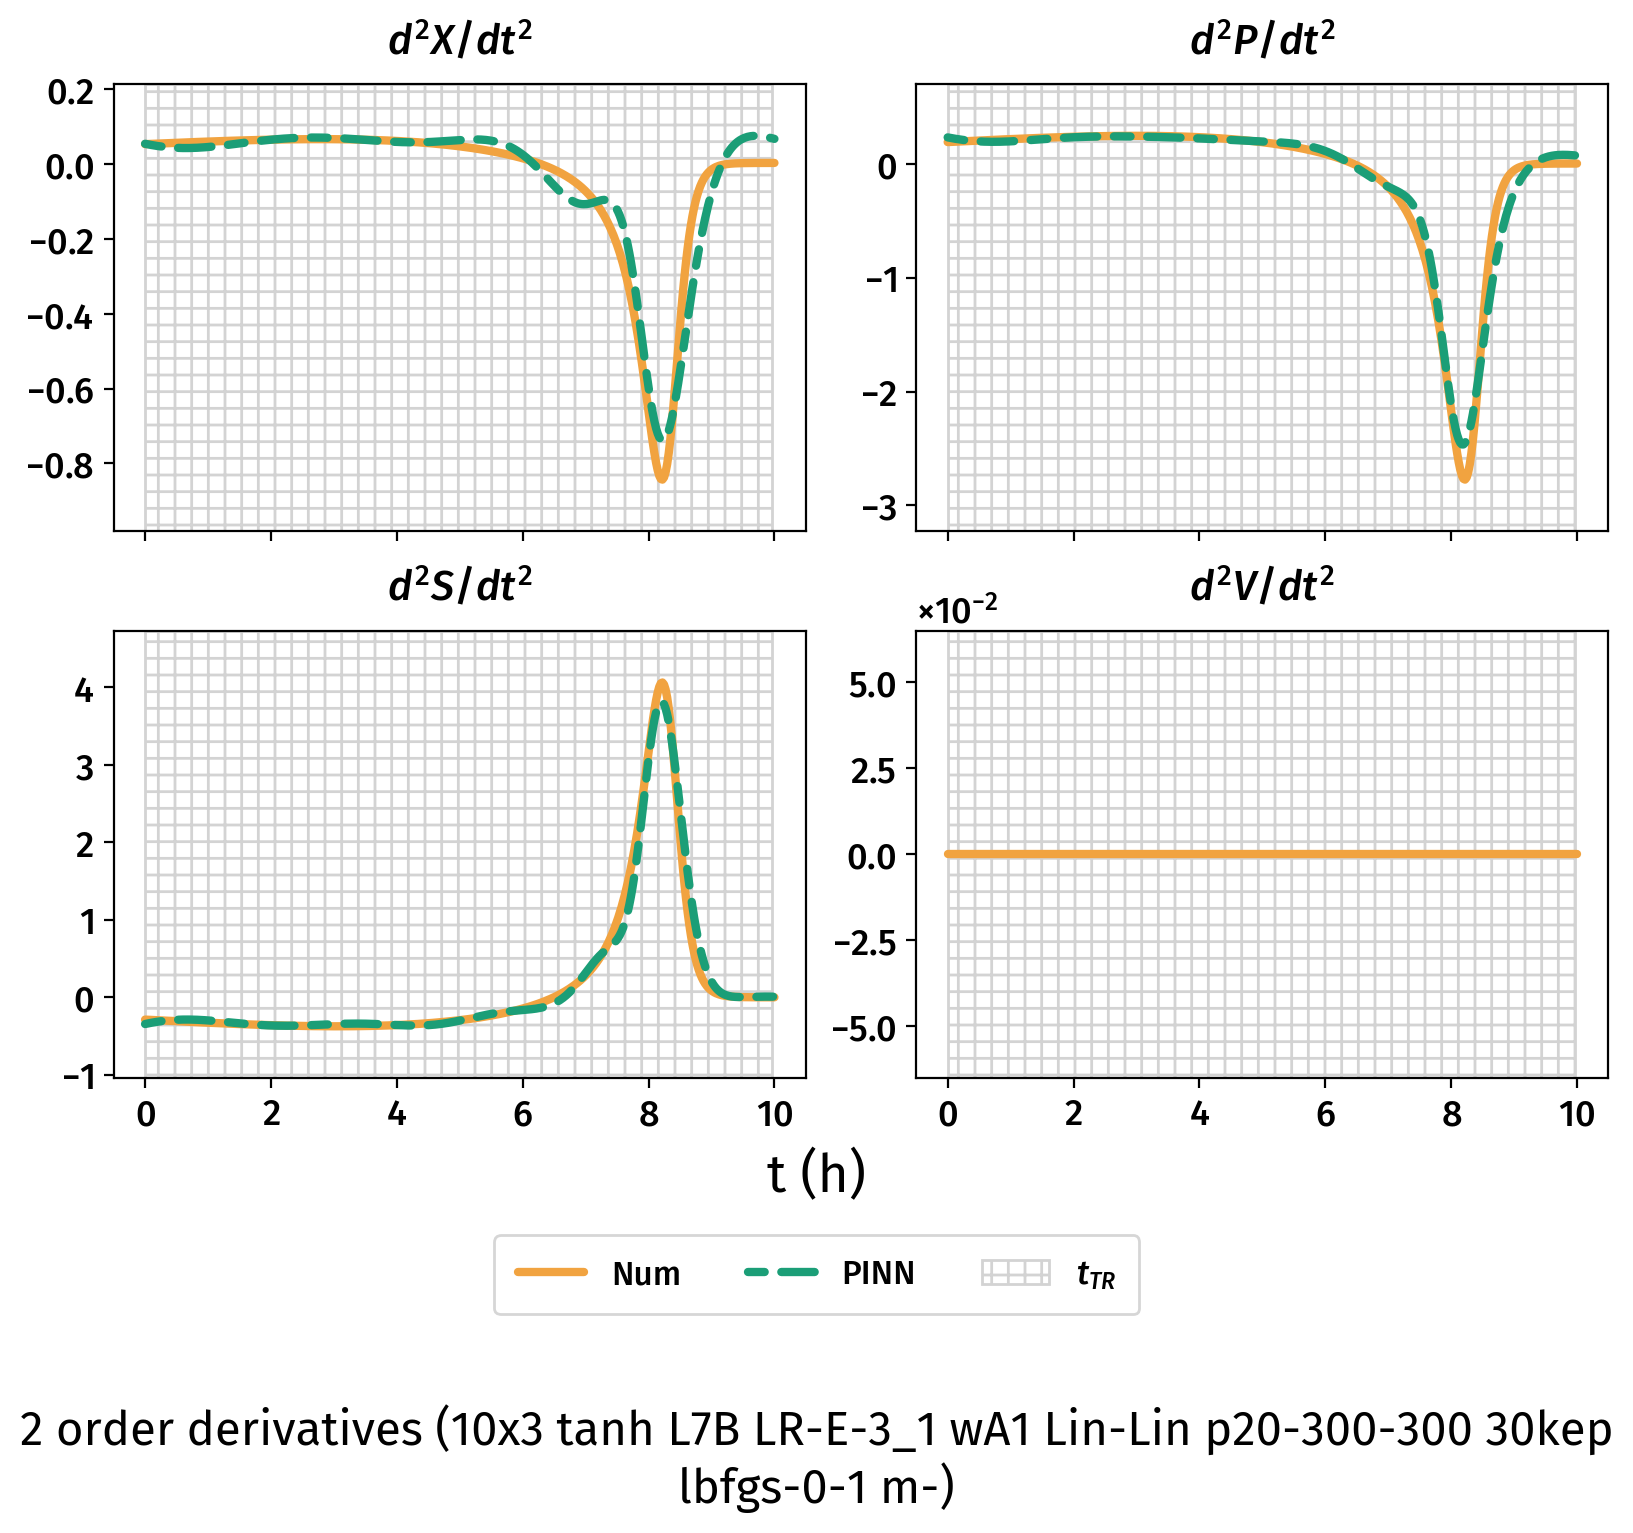 d²X/dt²
d²P/dt²
0.2
0.0
−0.2
−0.4
−0.6
−0.8
0
−1
−2
−3
d²S/dt²
d²V/dt²
×10⁻²
4
3
2
1
0
−1
5.0
2.5
0.0
−2.5
−5.0
0 2 4 6 8 10
0 2 4 6 8 10
t (h)
Num PINN t_TR
2 order derivatives (10x3 tanh L7B LR-E-3_1 wA1 Lin-Lin p20-300-300 30kep
lbfgs-0-1 m-)